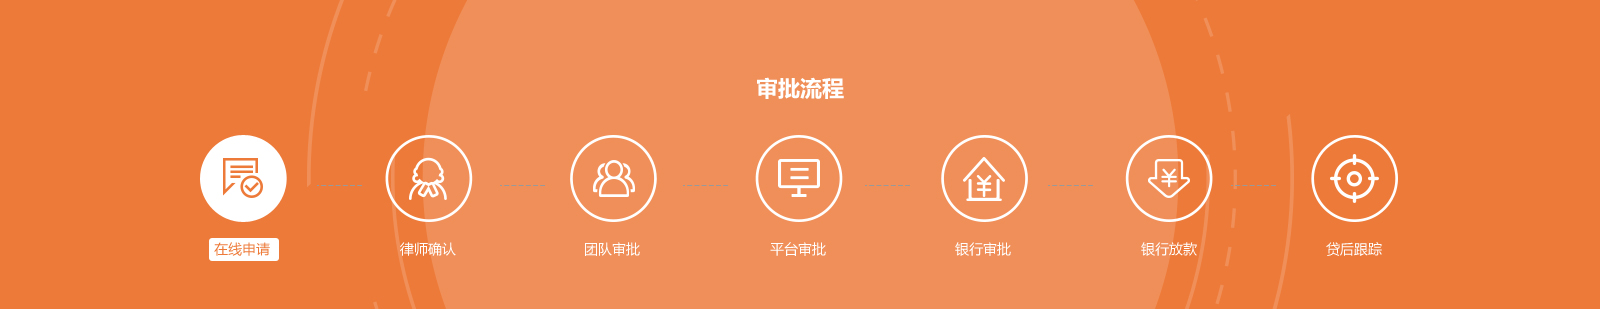 审批流程
在线申请
律师确认
团队审批
平台审批
银行审批
银行放款
贷后跟踪